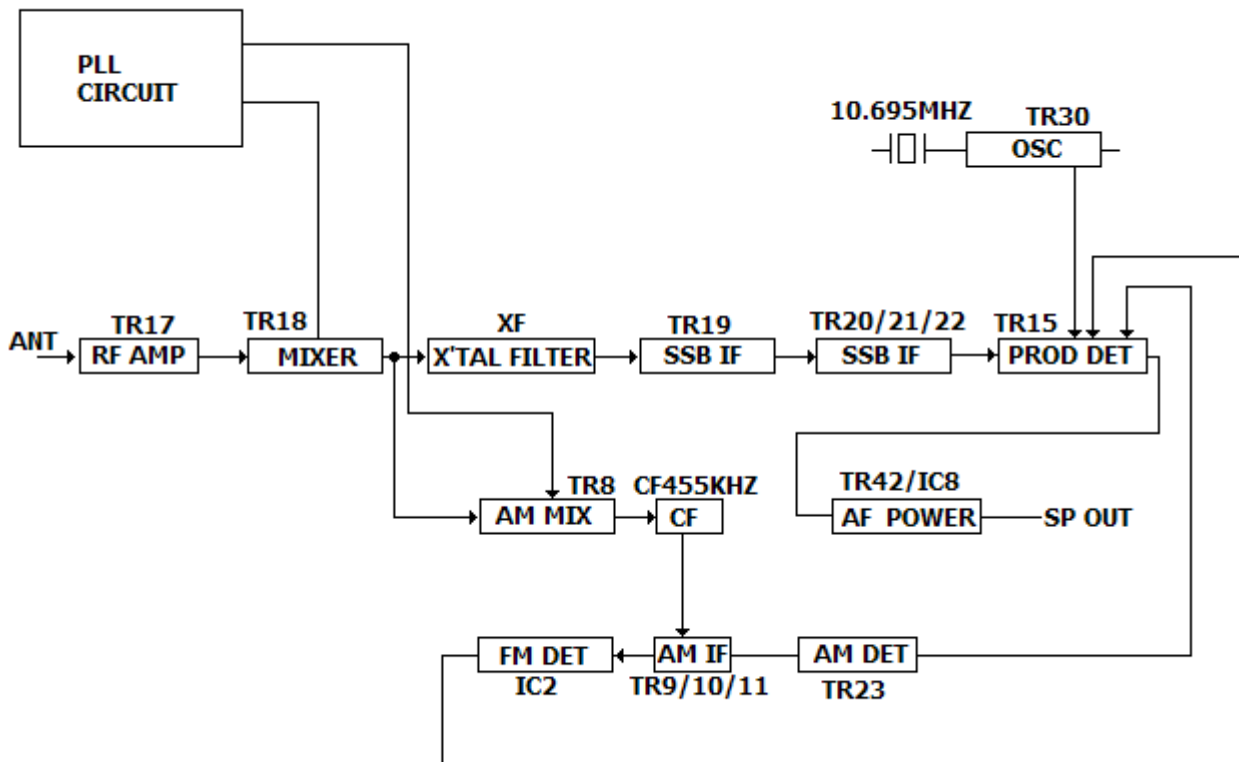 PLL
CIRCUIT
10.695MHZ
TR30
OSC
ANT
TR17
RF AMP
TR18
MIXER
XF
X'TAL FILTER
TR19
SSB IF
TR20/21/22
SSB IF
TR15
PROD DET
TR8
AM MIX
CF455KHZ
CF
TR42/IC8
AF POWER
SP OUT
FM DET
IC2
AM IF
TR9/10/11
AM DET
TR23